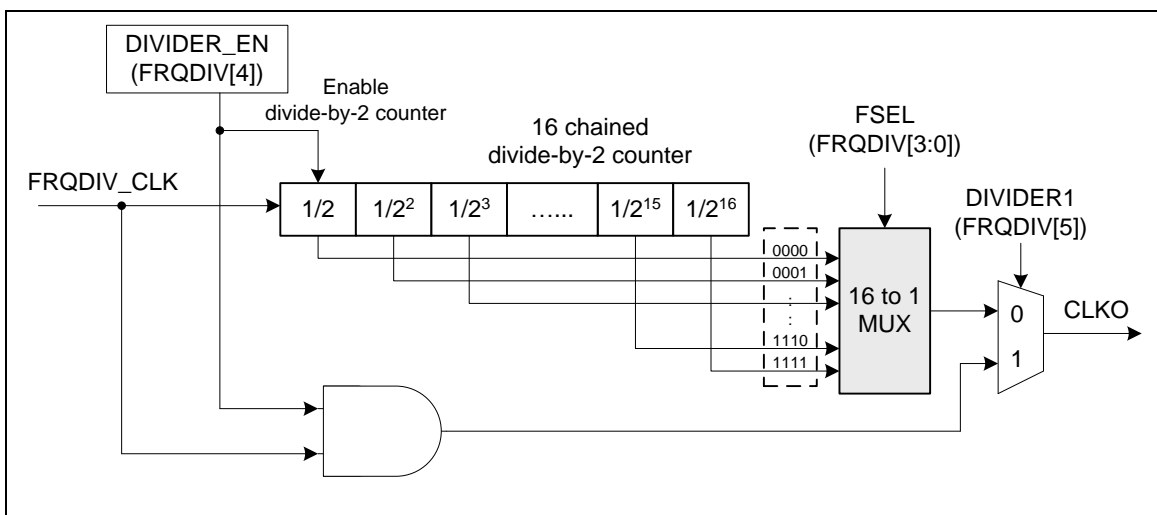 DIVIDER_EN
(FRQDIV[4])
Enable
divide-by-2 counter
16 chained
divide-by-2 counter
FSEL
(FRQDIV[3:0])
DIVIDER1
(FRQDIV[5])
FRQDIV_CLK
1/2
1/2²
1/2³
…...
1/2¹⁵
1/2¹⁶
0000
0001
:
:
1110
1111
16 to 1
MUX
0
1
CLKO